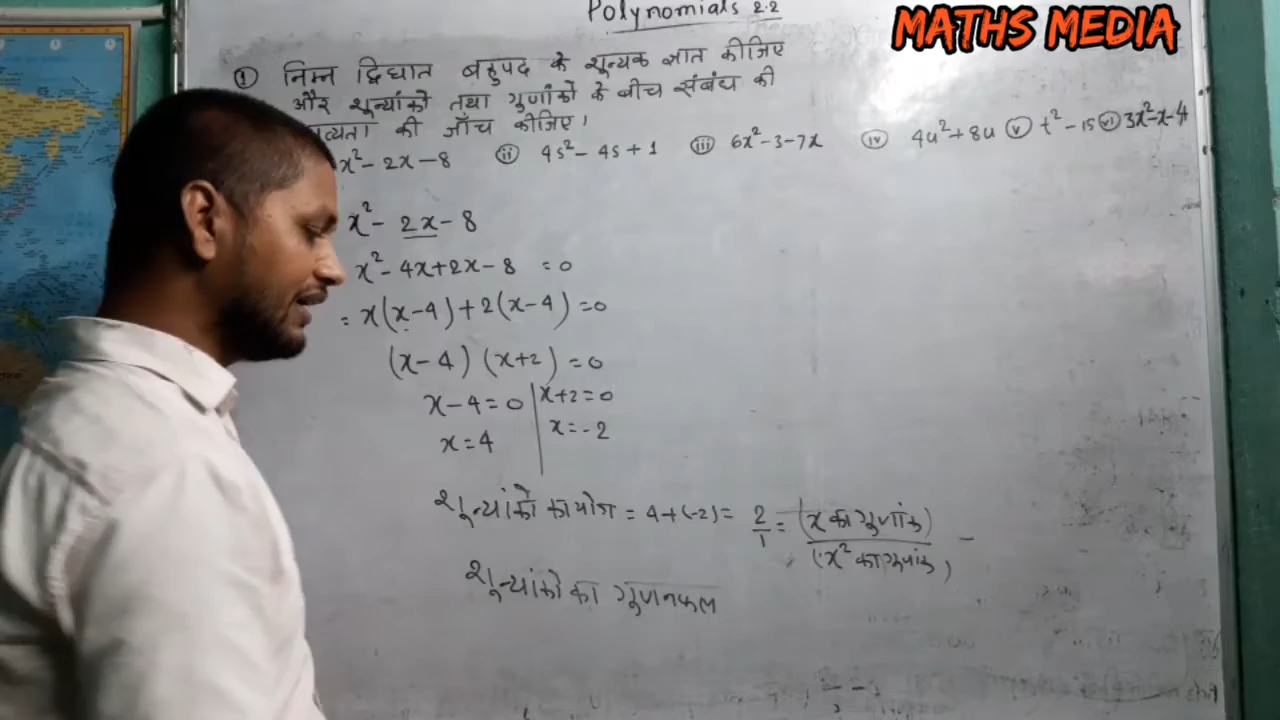 Polynomials 2.2
MATHS MEDIA
① निम्न द्विघात बहुपद के शून्यक ज्ञात कीजिए
और शून्यांको तथा गुणांको के बीच संबंध की
की जाँच कीजिए।
x² - 2x - 8 ⓘⓘ 4s² - 4s + 1 ⓘⓘⓘ 6x² - 3 - 7x ⓘⓥ 4u² + 8u ⓥ t² - 15 ⓥⓘ 3x² - x - 4
x² - 2x - 8
x² - 4x + 2x - 8 = 0
= x(x - 4) + 2(x - 4) = 0
(x - 4) (x + 2) = 0
x - 4 = 0 | x + 2 = 0
x = 4 | x = -2
शून्यांको का योग = 4 + (-2) = 2/1 = (x का गुणांक) / (x² का गुणांक)
शून्यांको का गुणनफल